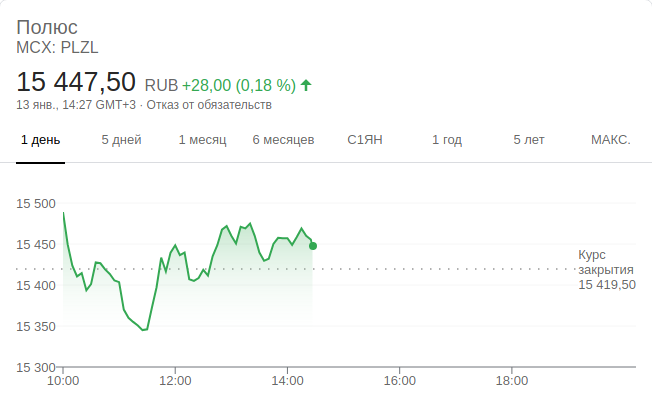 Полюс
MCX: PLZL
15 447,50 RUB +28,00 (0,18 %)
13 янв., 14:27 GMT+3 · Отказ от обязательств
1 день 5 дней 1 месяц 6 месяцев С1ЯН 1 год 5 лет МАКС.
15 500
15 450
Курс
закрытия
15 419,50
15 400
15 350
15 300
10:00 12:00 14:00 16:00 18:00